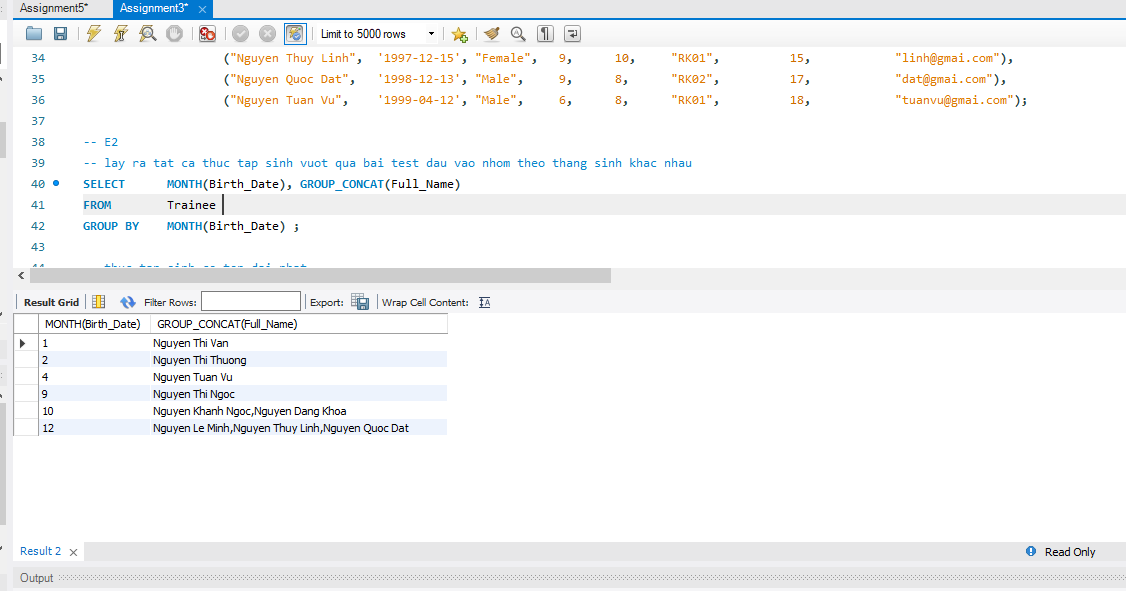 Assignment5* Assignment3*
Limit to 5000 rows
34 ("Nguyen Thuy Linh", '1997-12-15', "Female", 9, 10, "RK01", 15, "linh@gmai.com"),
35 ("Nguyen Quoc Dat", '1998-12-13', "Male", 9, 8, "RK02", 17, "dat@gmai.com"),
36 ("Nguyen Tuan Vu", '1999-04-12', "Male", 6, 8, "RK01", 18, "tuanvu@gmai.com");
37
38 -- E2
39 -- lay ra tat ca thuc tap sinh vuot qua bai test dau vao nhom theo thang sinh khac nhau
40 SELECT MONTH(Birth_Date), GROUP_CONCAT(Full_Name)
41 FROM Trainee
42 GROUP BY MONTH(Birth_Date) ;
43
44 thuc tap sinh co ten dai nhat
Result Grid Filter Rows: Export: Wrap Cell Content:
MONTH(Birth_Date) GROUP_CONCAT(Full_Name)
1 Nguyen Thi Van
2 Nguyen Thi Thuong
4 Nguyen Tuan Vu
9 Nguyen Thi Ngoc
10 Nguyen Khanh Ngoc,Nguyen Dang Khoa
12 Nguyen Le Minh,Nguyen Thuy Linh,Nguyen Quoc Dat
Result 2 Read Only
Output